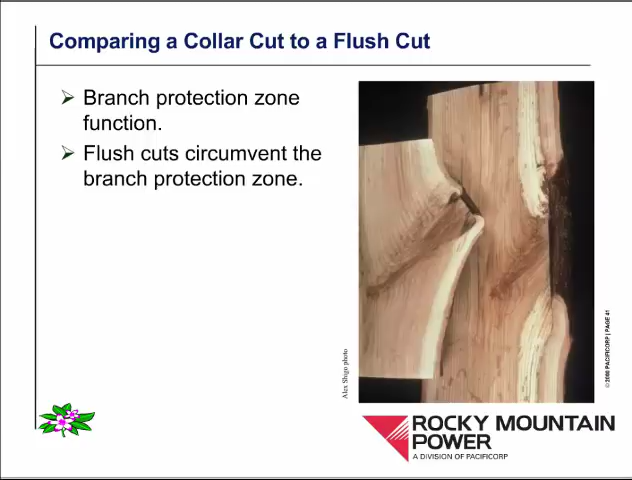 Comparing a Collar Cut to a Flush Cut
Branch protection zone
function.
Flush cuts circumvent the
branch protection zone.
Alex Shigo photo
© 2008 PACIFICORP | PAGE 41
ROCKY MOUNTAIN
POWER
A DIVISION OF PACIFICORP